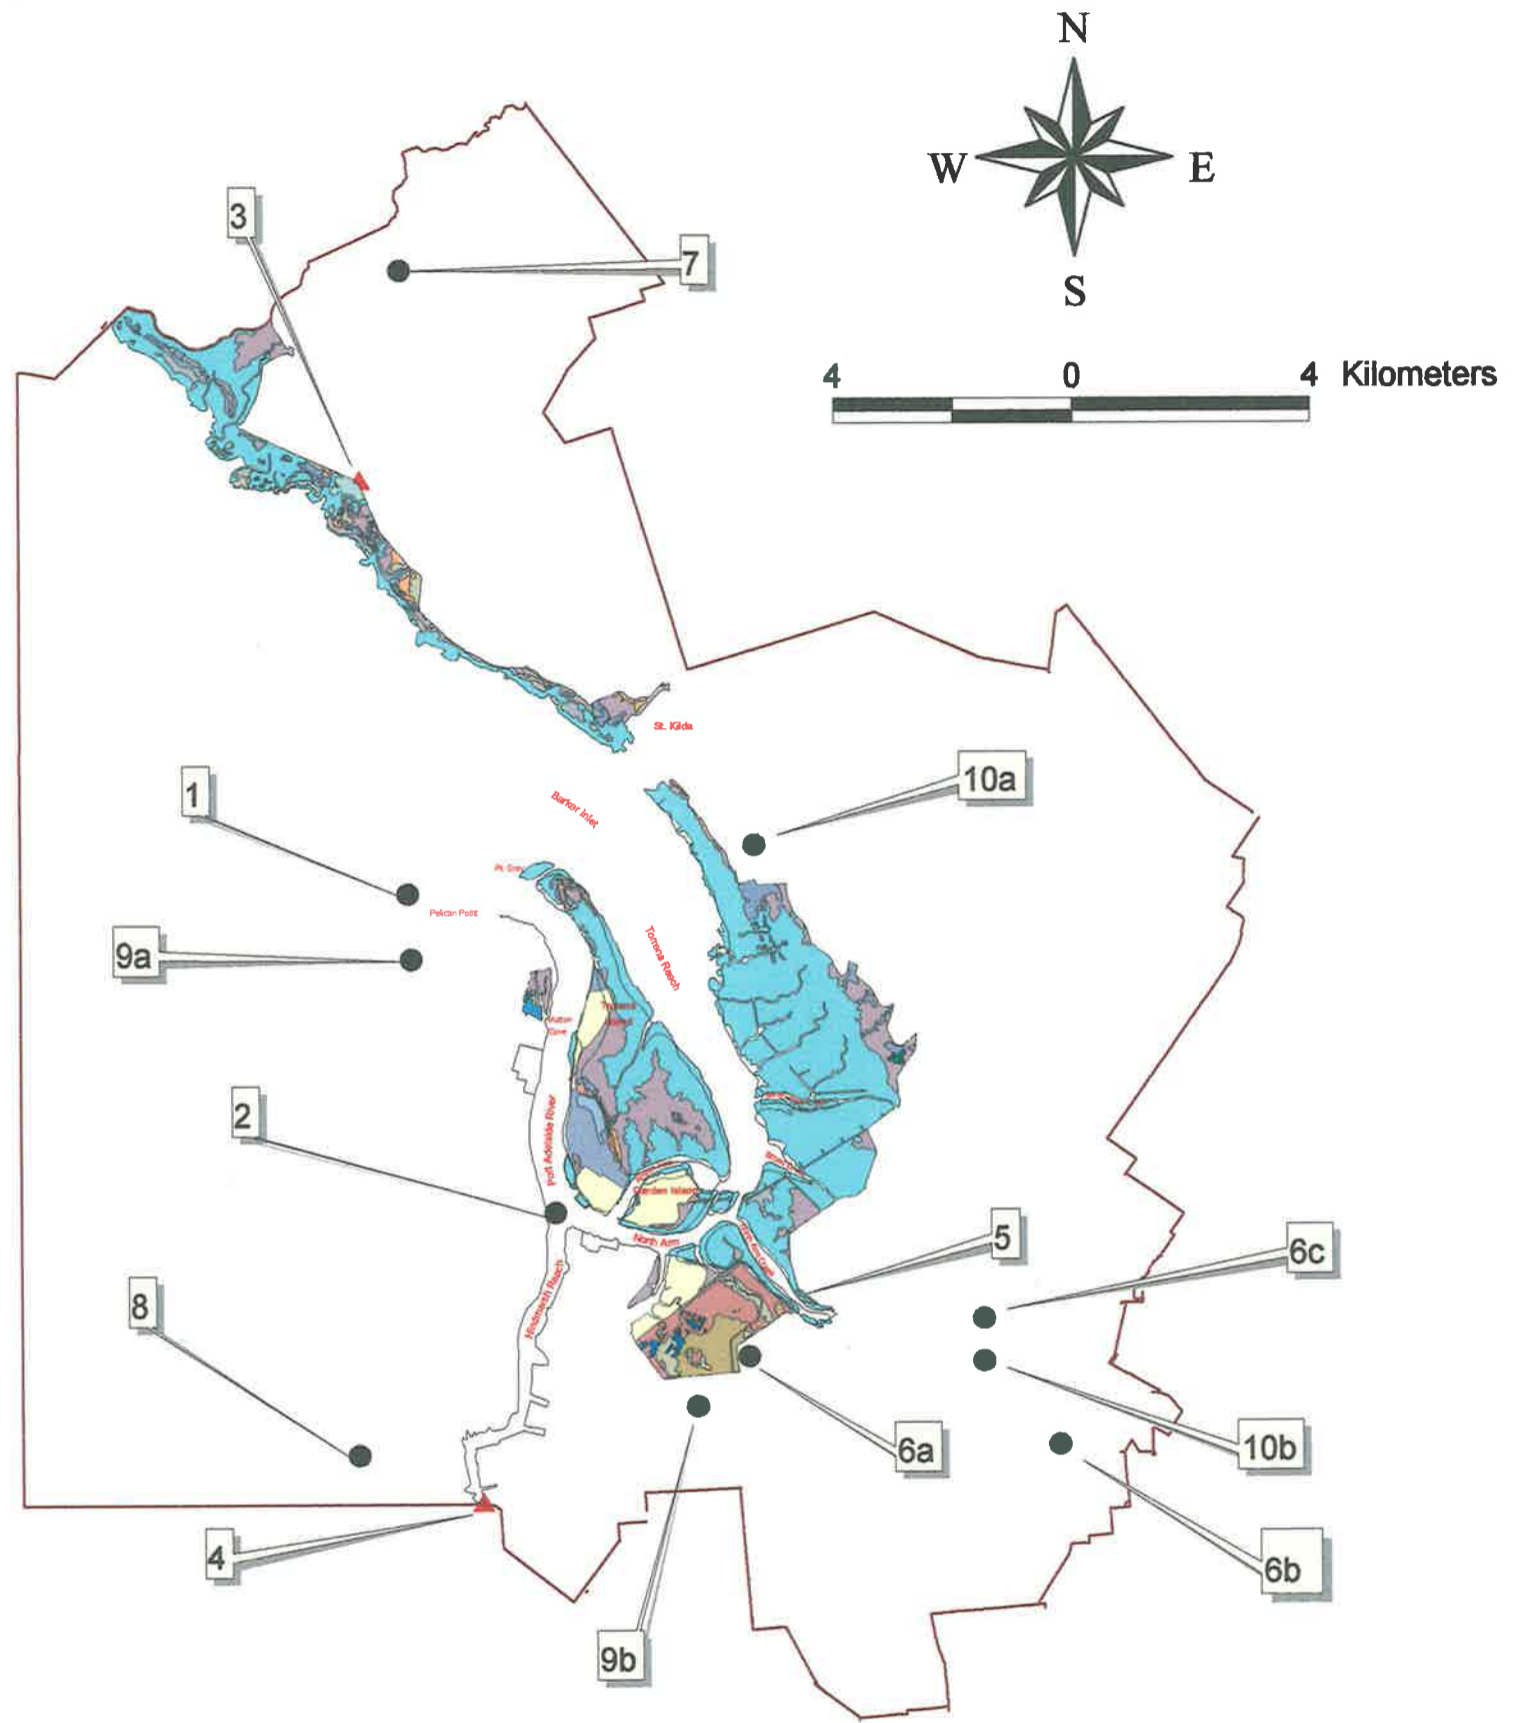 N
W
E
S
3
7
4
0
4 Kilometers
St. Kilda
Barker Inlet
1
10a
Pelican Point
9a
Torrens Reach
2
Port Adelaide River
Garden Island
North Arm
5
6c
8
Hindmarsh Reach
6a
10b
4
6b
9b